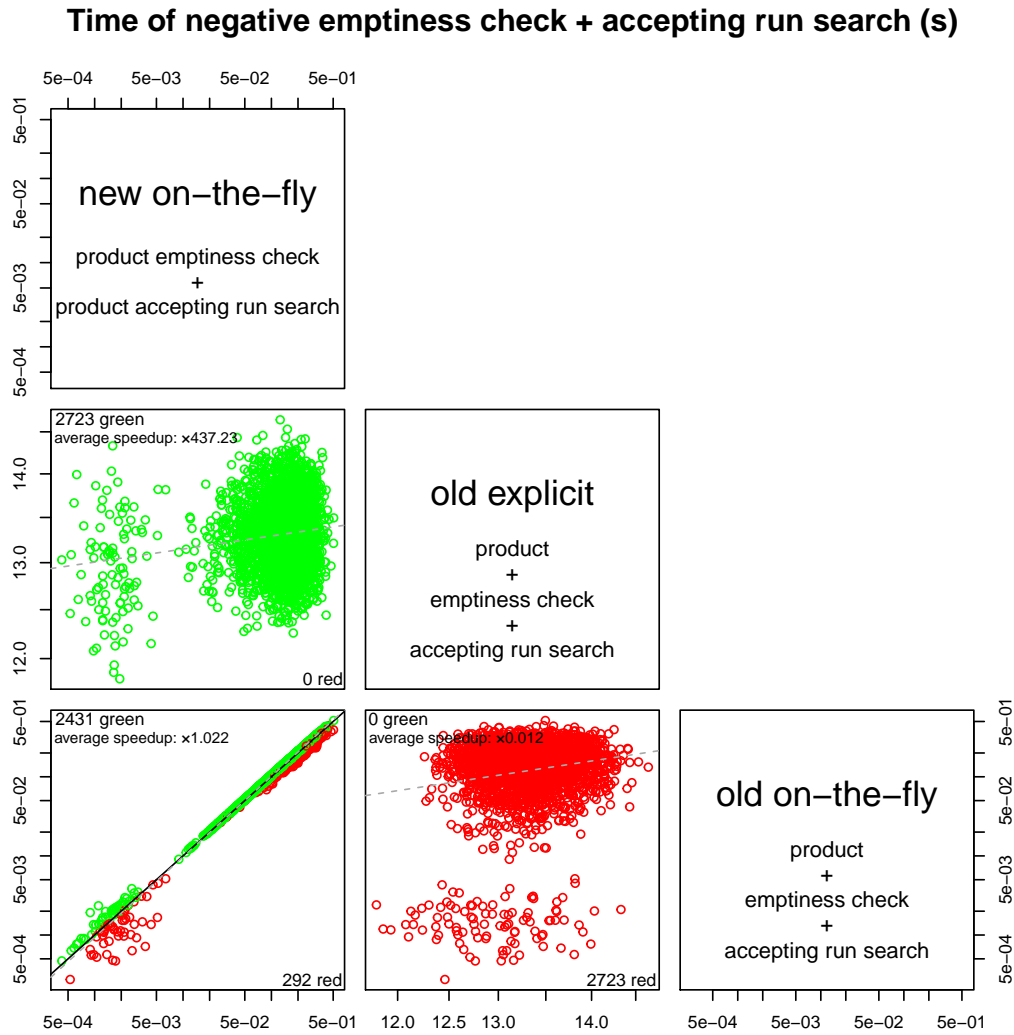 Time of negative emptiness check + accepting run search (s)
5e−04 5e−03 5e−02 5e−01
5e−01
5e−02
5e−03
5e−04
new on−the−fly
product emptiness check
+
product accepting run search
14.0
13.0
12.0
2723 green
average speedup: ×437.23
0 red
old explicit
product
+
emptiness check
+
accepting run search
5e−01
5e−02
5e−03
5e−04
2431 green
average speedup: ×1.022
292 red
0 green
average speedup: ×0.012
2723 red
old on−the−fly
product
+
emptiness check
+
accepting run search
5e−01
5e−02
5e−03
5e−04
5e−04 5e−03 5e−02 5e−01
12.0 12.5 13.0 14.0
5e−04 5e−03 5e−02 5e−01